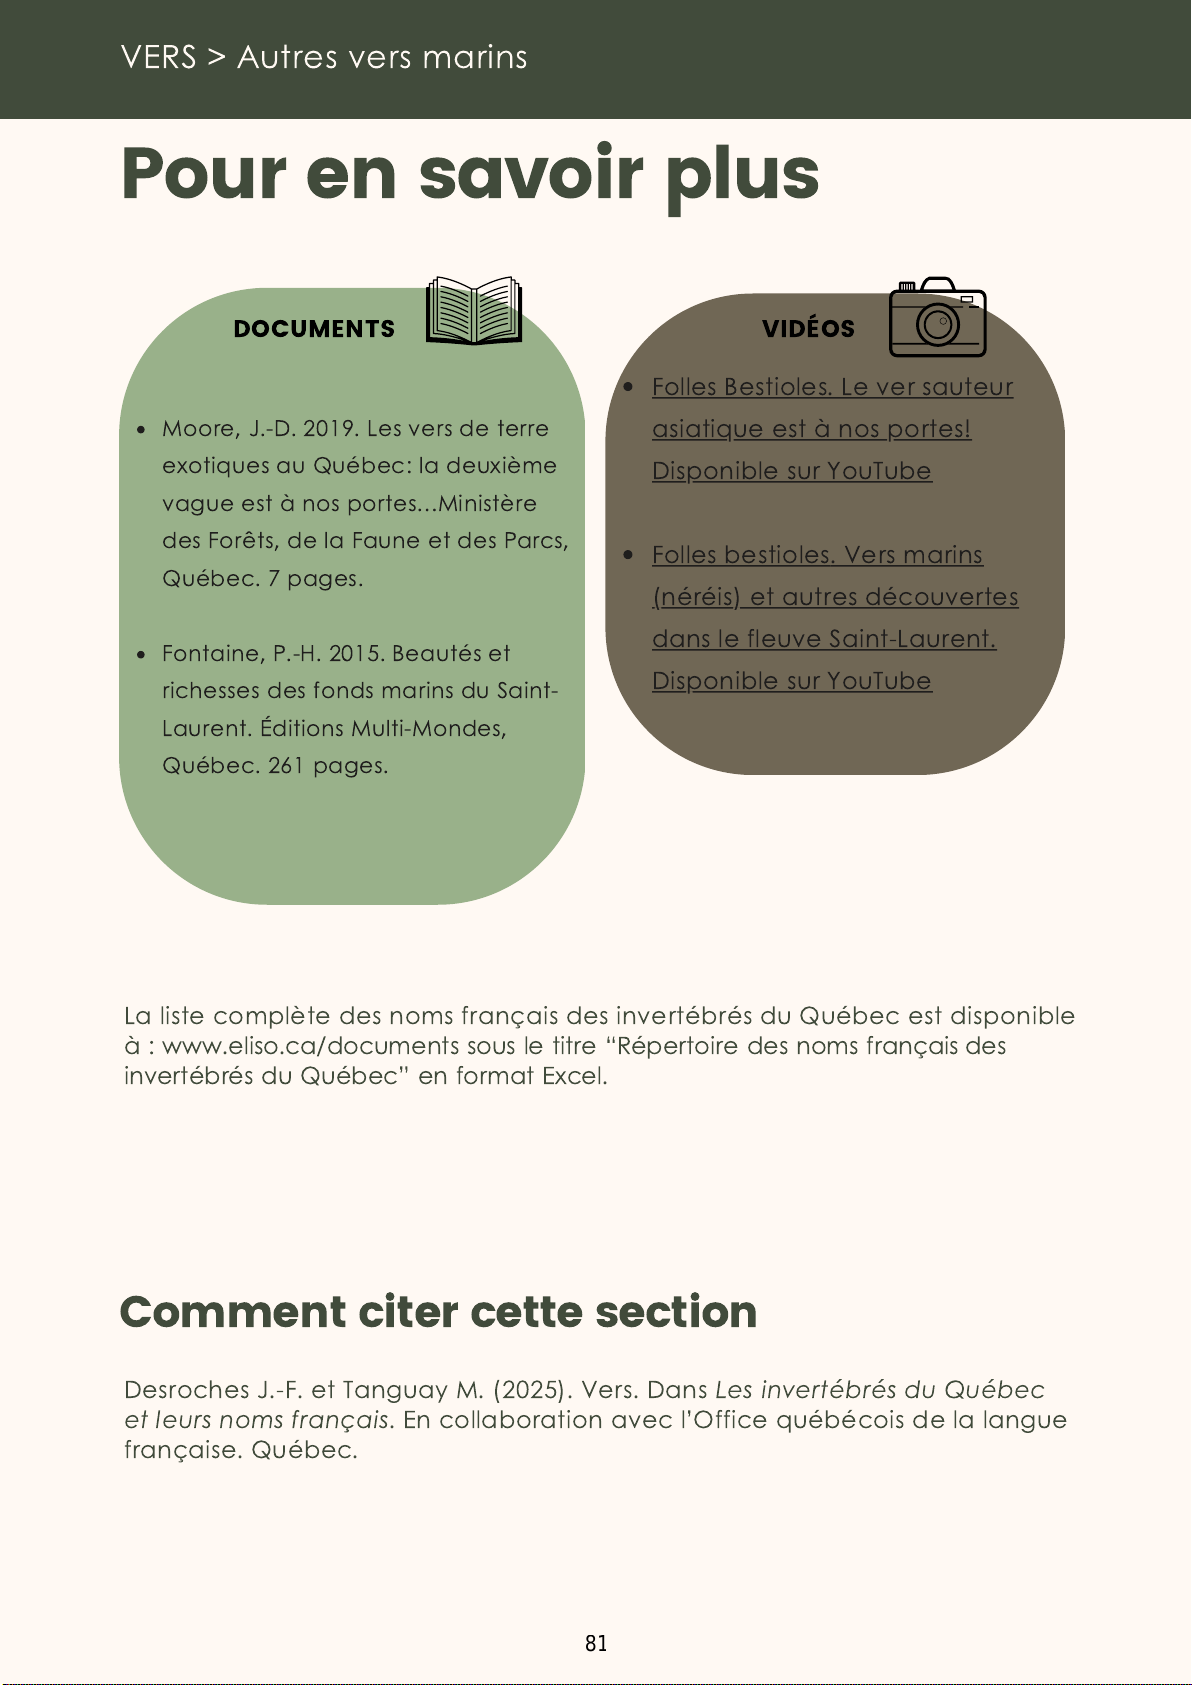 VERS > Autres vers marins
Pour en savoir plus
DOCUMENTS
• Moore, J.-D. 2019. Les vers de terre
exotiques au Québec: la deuxième
vague est à nos portes...Ministère
des Forêts, de la Faune et des Parcs,
Québec. 7 pages.
• Fontaine, P.-H. 2015. Beautés et
richesses des fonds marins du Saint-
Laurent. Éditions Multi-Mondes,
Québec. 261 pages.
VIDÉOS
• Folles Bestioles. Le ver sauteur
asiatique est à nos portes!
Disponible sur YouTube
• Folles bestioles. Vers marins
(néréis) et autres découvertes
dans le fleuve Saint-Laurent.
Disponible sur YouTube
La liste complète des noms français des invertébrés du Québec est disponible
à : www.eliso.ca/documents sous le titre “Répertoire des noms français des
invertébrés du Québec” en format Excel.
Comment citer cette section
Desroches J.-F. et Tanguay M. (2025). Vers. Dans Les invertébrés du Québec
et leurs noms français. En collaboration avec l’Office québécois de la langue
française. Québec.
81